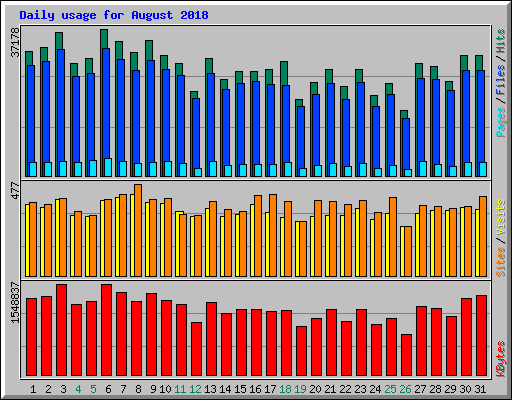 Daily usage for August 2018
37178
Pages / Files / Hits
477
Sites / Visits
1548837
KBytes
1 2 3 4 5 6 7 8 9 10 11 12 13 14 15 16 17 18 19 20 21 22 23 24 25 26 27 28 29 30 31